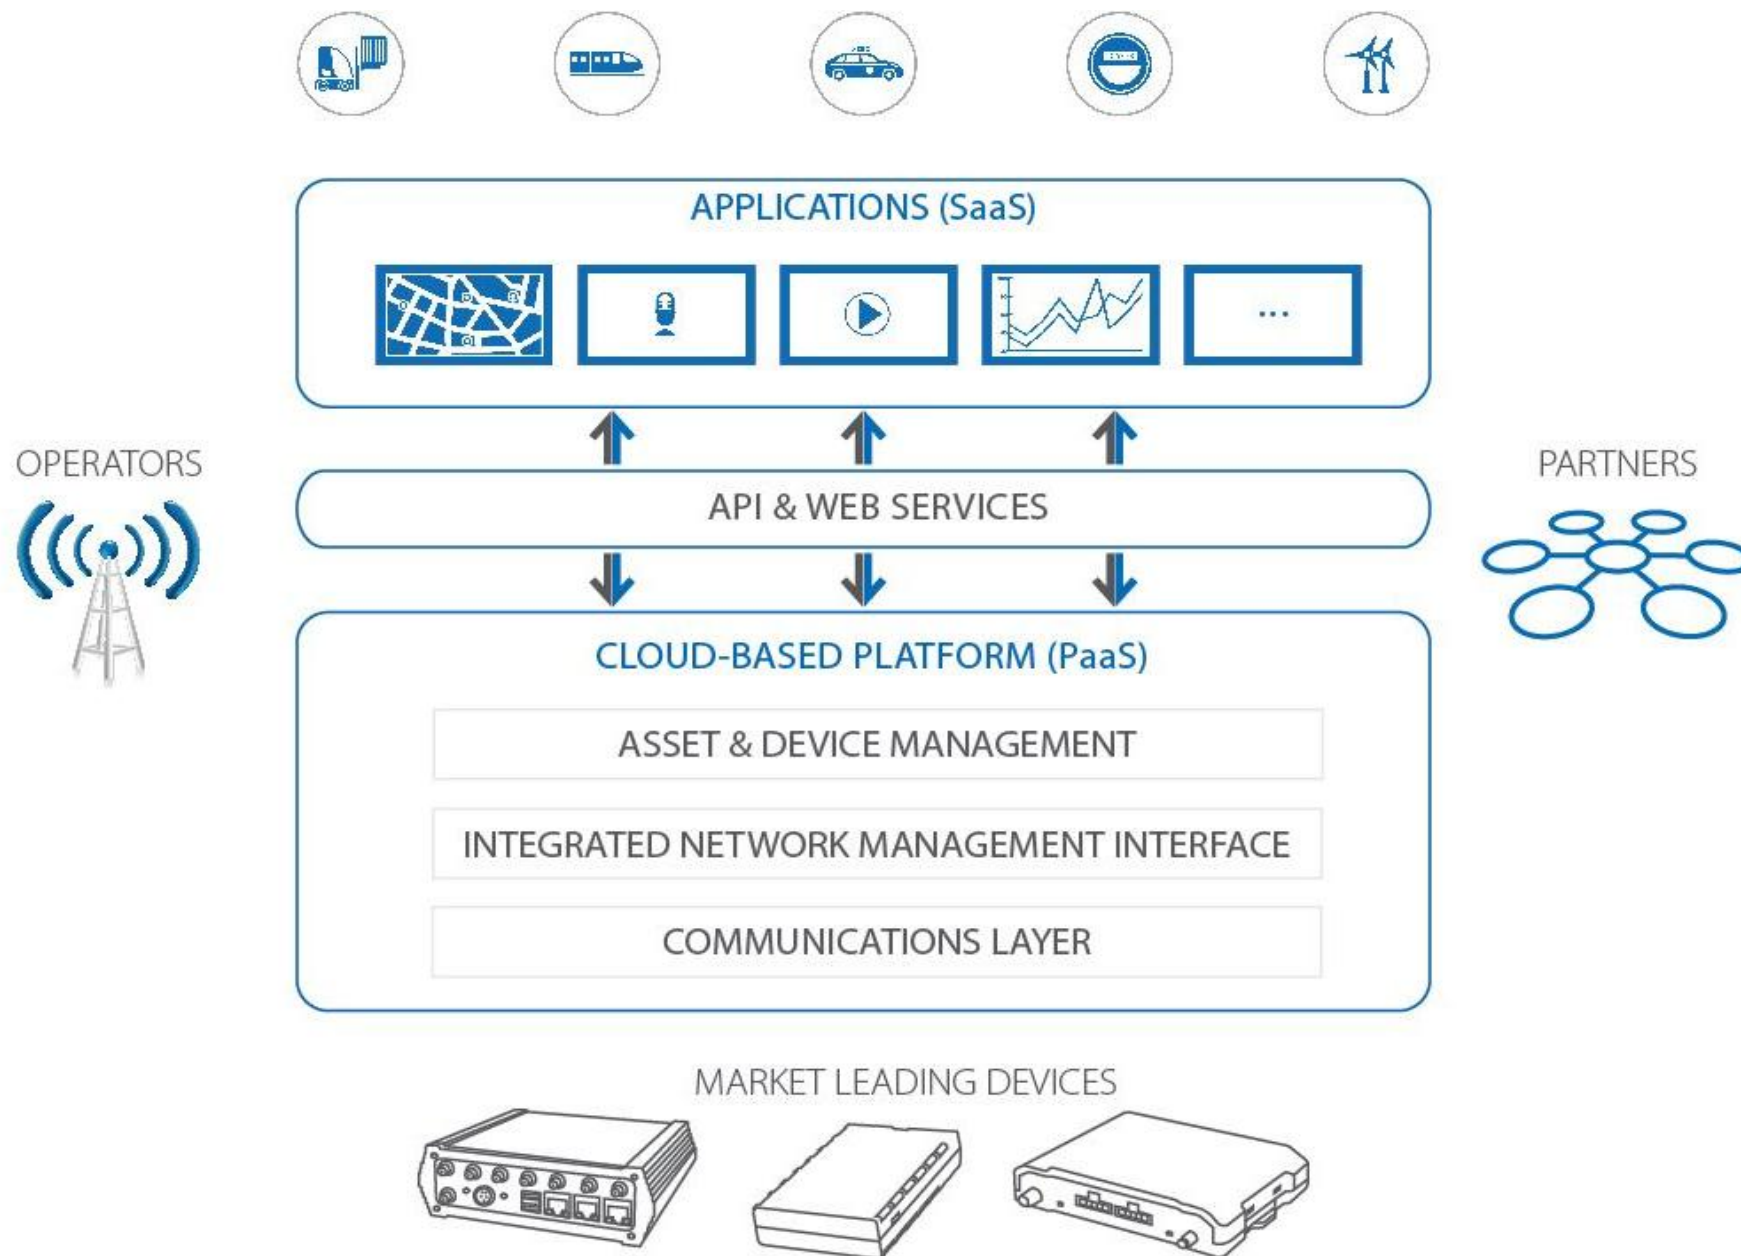 APPLICATIONS (SaaS)
...
OPERATORS
PARTNERS
API & WEB SERVICES
CLOUD-BASED PLATFORM (PaaS)
ASSET & DEVICE MANAGEMENT
INTEGRATED NETWORK MANAGEMENT INTERFACE
COMMUNICATIONS LAYER
MARKET LEADING DEVICES